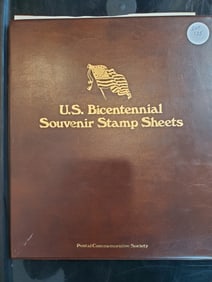 U.S. Bicentennial
Souvenir Stamp Sheets
Postal Commemorative Society